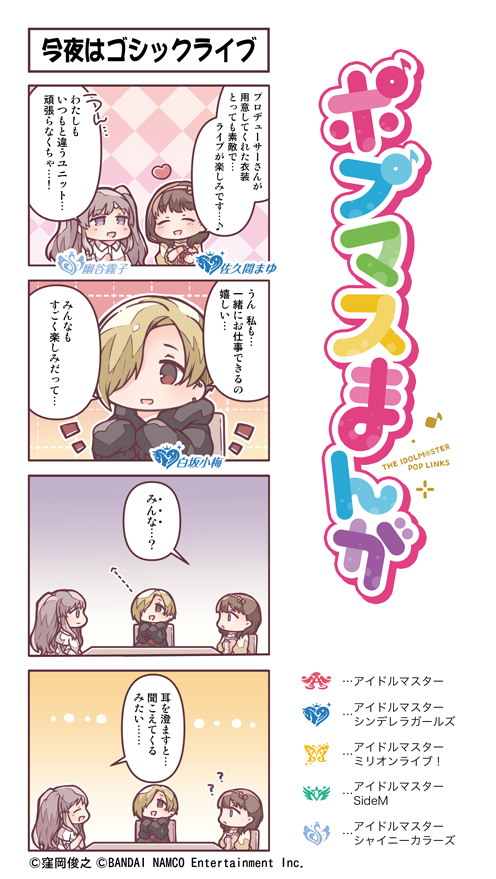 今夜はゴシックライブ
プロデューサーさんが
用意してくれた衣装
とっても素敵で…
ライブが楽しみです…♪
うん…
わたしも
いつもと違うユニット…
頑張らなくちゃ…!
幽谷霧子
佐久間まゆ
うん 私も…
一緒にお仕事できるの
嬉しい…
みんなも
すごく楽しみだって…
白坂小梅
みんな…?
耳を澄ますと…
聞こえてくる
みたい……
? ?
©窪岡俊之 ©BANDAI NAMCO Entertainment Inc.
ポプマスまんが
THE IDOLM@STER
POP LINKS
…アイドルマスター
…アイドルマスター
シンデレラガールズ
…アイドルマスター
ミリオンライブ!
…アイドルマスター
SideM
…アイドルマスター
シャイニーカラーズ